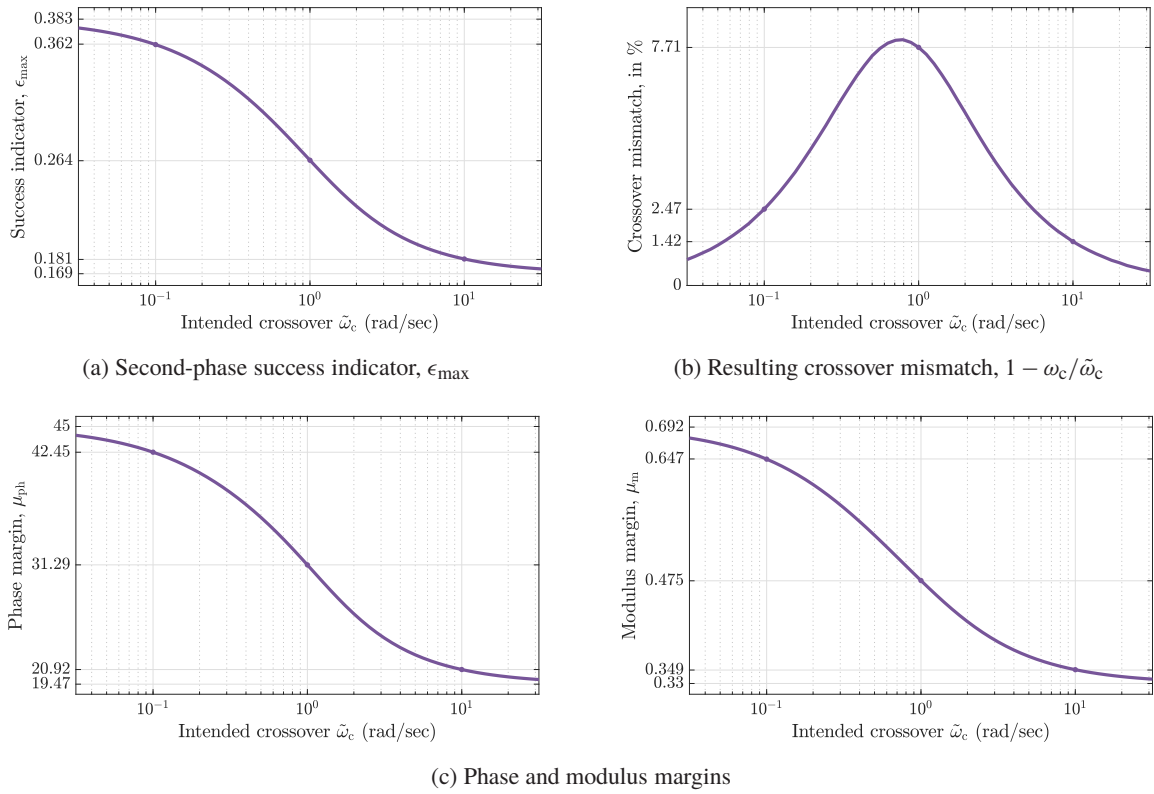 0.383
0.362
0.264
0.181
0.169
Success indicator, ϵmax
10⁻¹ 10⁰ 10¹
Intended crossover ω̃c (rad/sec)
(a) Second-phase success indicator, ϵmax
7.71
2.47
1.42
0
Crossover mismatch, in %
10⁻¹ 10⁰ 10¹
Intended crossover ω̃c (rad/sec)
(b) Resulting crossover mismatch, 1 − ωc/ω̃c
45
42.45
31.29
20.92
19.47
Phase margin, μph
10⁻¹ 10⁰ 10¹
Intended crossover ω̃c (rad/sec)
0.692
0.647
0.475
0.349
0.33
Modulus margin, μm
10⁻¹ 10⁰ 10¹
Intended crossover ω̃c (rad/sec)
(c) Phase and modulus margins